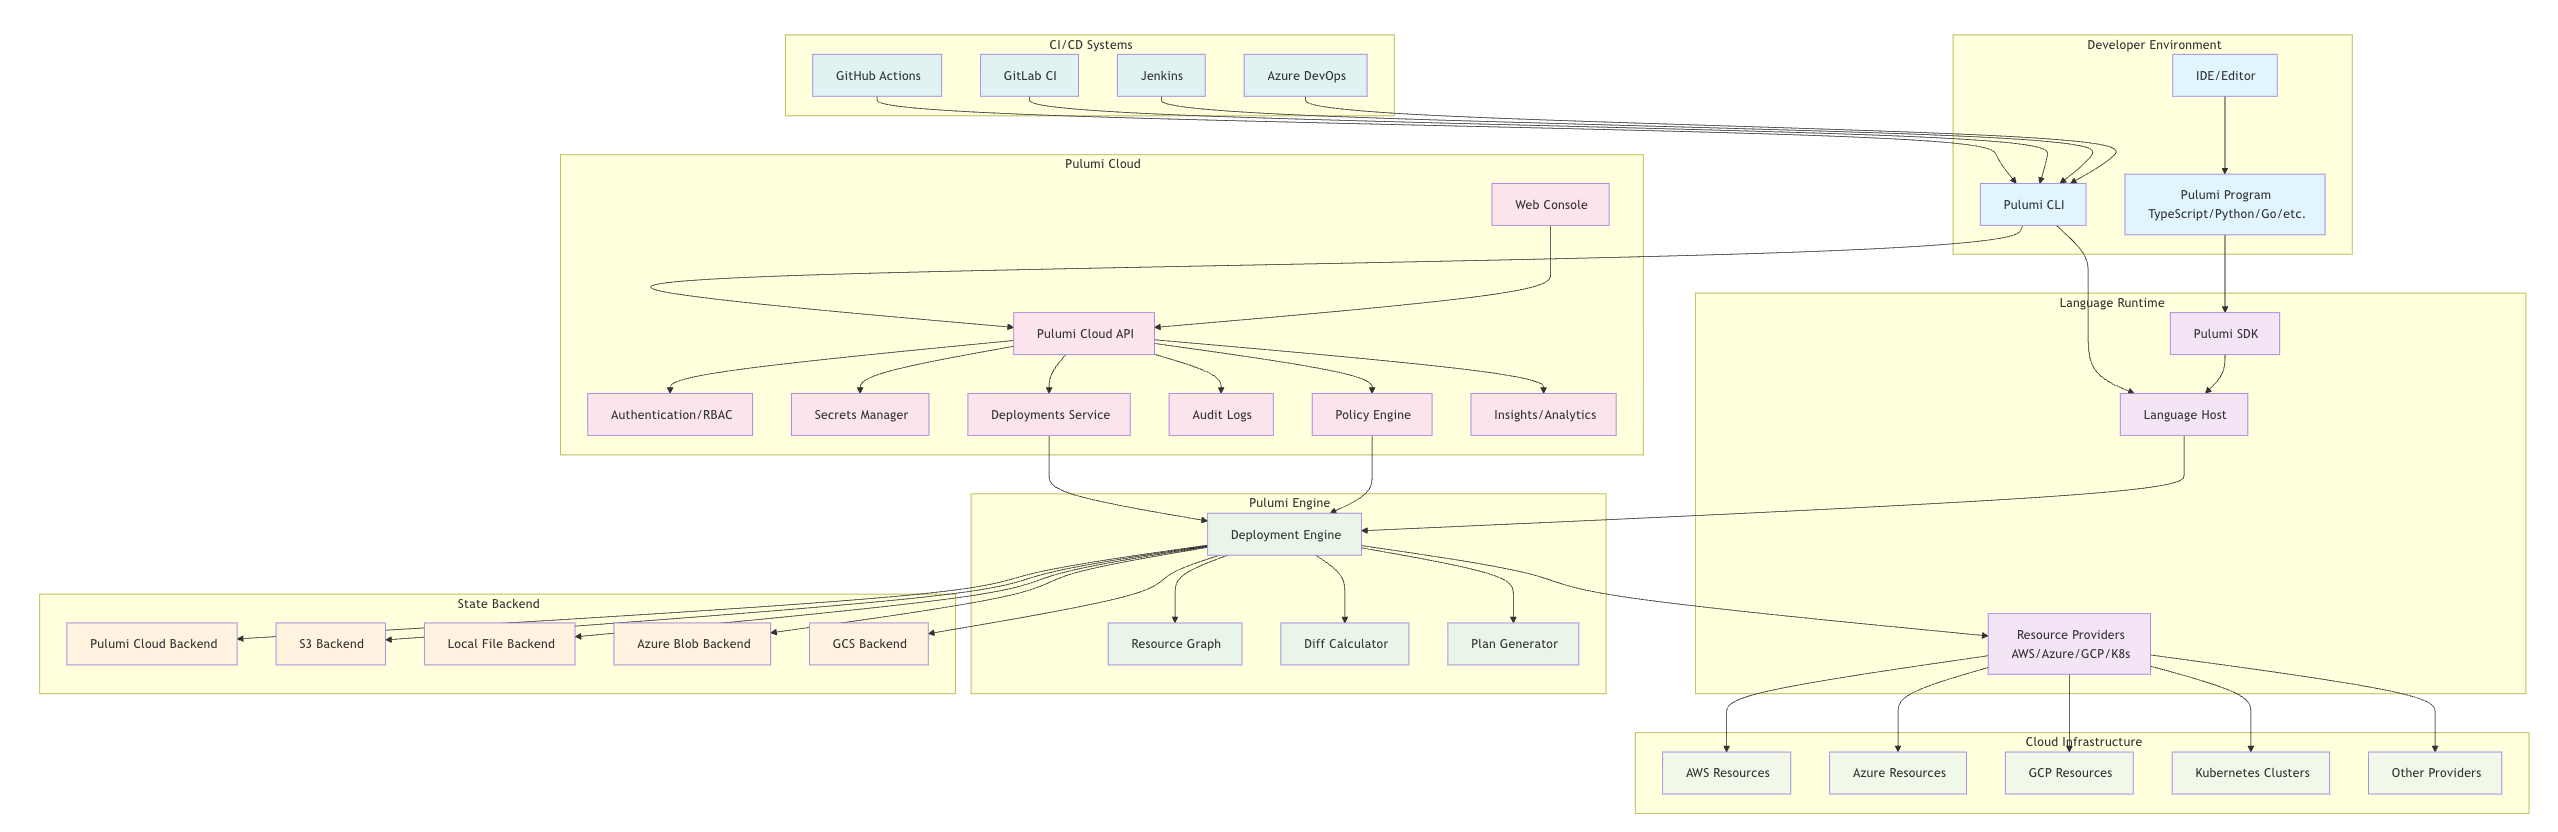 CI/CD Systems
GitHub Actions
GitLab CI
Jenkins
Azure DevOps
Developer Environment
IDE/Editor
Pulumi CLI
Pulumi Program
TypeScript/Python/Go/etc.
Pulumi Cloud
Web Console
Pulumi Cloud API
Authentication/RBAC
Secrets Manager
Deployments Service
Audit Logs
Policy Engine
Insights/Analytics
Language Runtime
Pulumi SDK
Language Host
Resource Providers
AWS/Azure/GCP/K8s
Pulumi Engine
Deployment Engine
Resource Graph
Diff Calculator
Plan Generator
State Backend
Pulumi Cloud Backend
S3 Backend
Local File Backend
Azure Blob Backend
GCS Backend
Cloud Infrastructure
AWS Resources
Azure Resources
GCP Resources
Kubernetes Clusters
Other Providers